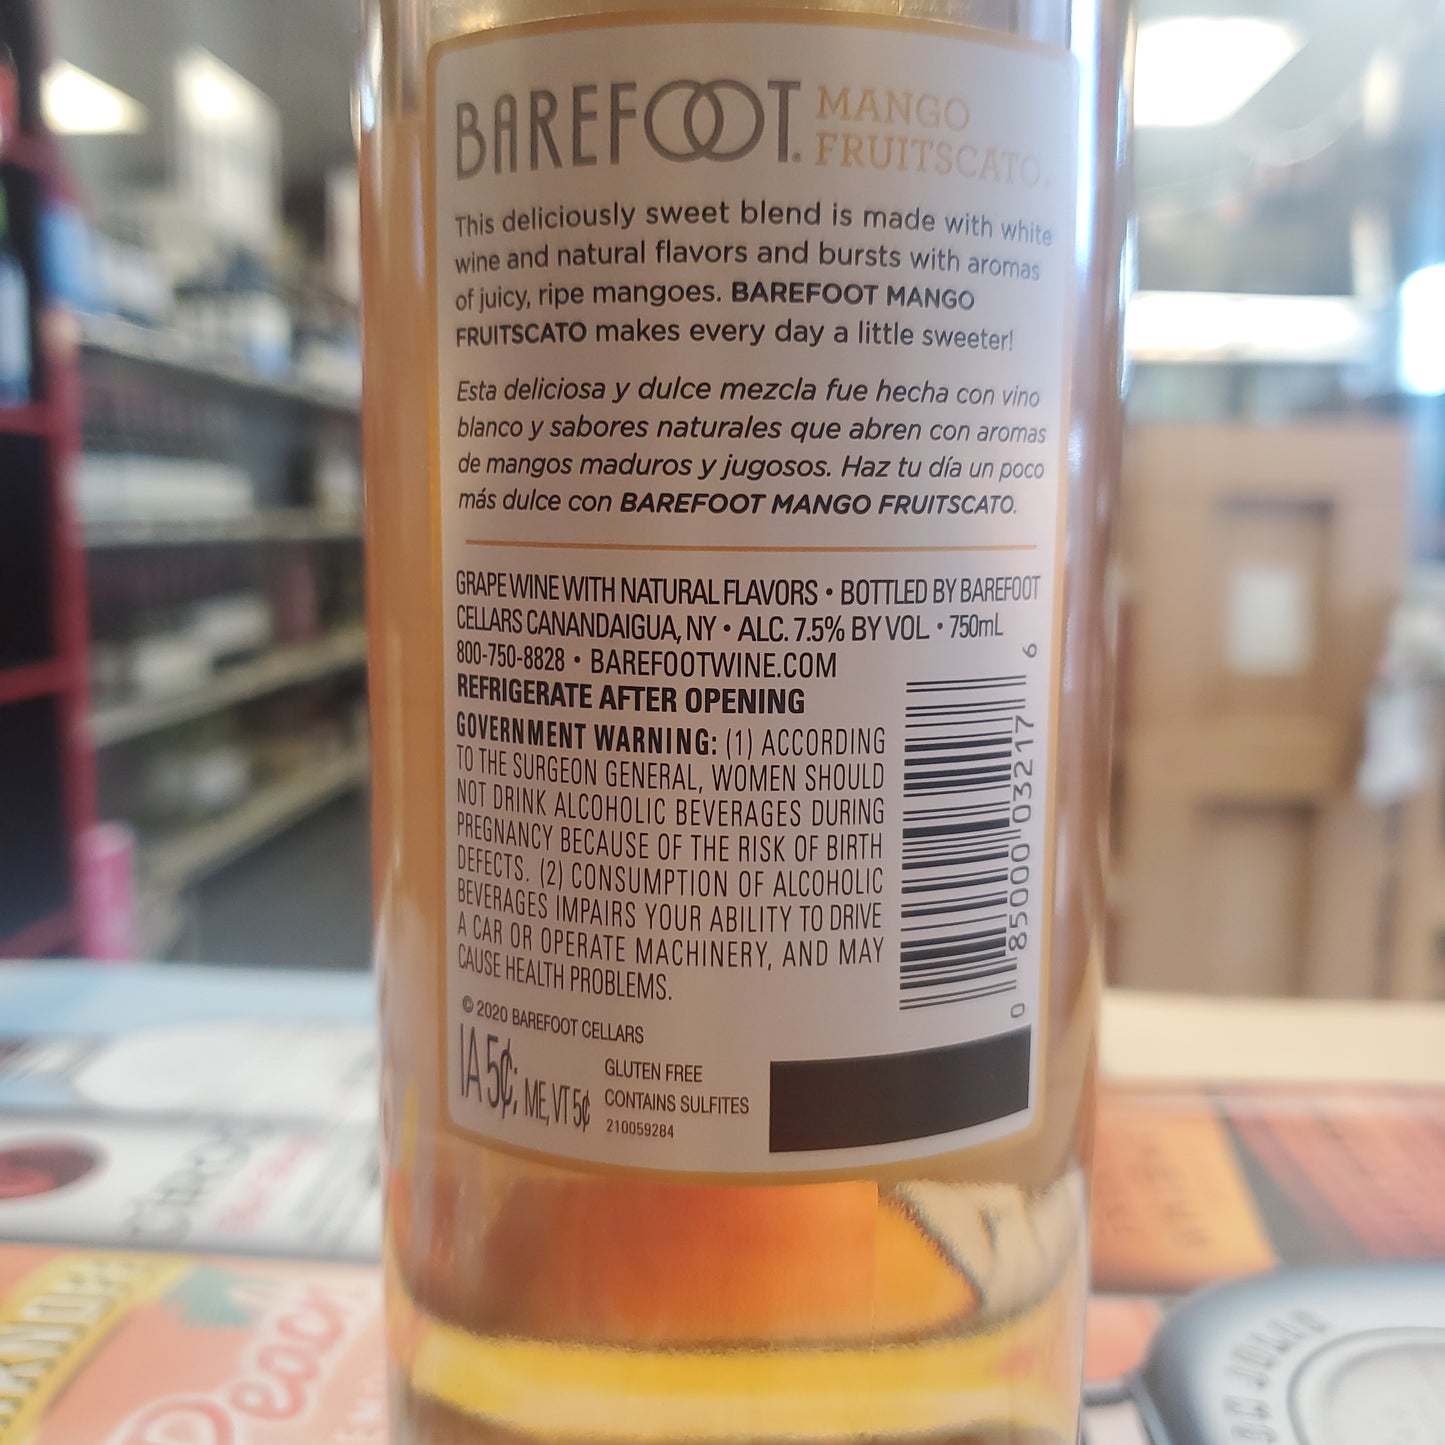 BAREFOOT. MANGO
FRUITSCATO.
This deliciously sweet blend is made with white
wine and natural flavors and bursts with aromas
of juicy, ripe mangoes. BAREFOOT MANGO
FRUITSCATO makes every day a little sweeter!
Esta deliciosa y dulce mezcla fue hecha con vino
blanco y sabores naturales que abren con aromas
de mangos maduros y jugosos. Haz tu día un poco
más dulce con BAREFOOT MANGO FRUITSCATO.
GRAPE WINE WITH NATURAL FLAVORS • BOTTLED BY BAREFOOT
CELLARS CANANDAIGUA, NY • ALC. 7.5% BY VOL • 750mL
800-750-8828 • BAREFOOTWINE.COM
REFRIGERATE AFTER OPENING
GOVERNMENT WARNING: (1) ACCORDING
TO THE SURGEON GENERAL, WOMEN SHOULD
NOT DRINK ALCOHOLIC BEVERAGES DURING
PREGNANCY BECAUSE OF THE RISK OF BIRTH
DEFECTS. (2) CONSUMPTION OF ALCOHOLIC
BEVERAGES IMPAIRS YOUR ABILITY TO DRIVE
A CAR OR OPERATE MACHINERY, AND MAY
CAUSE HEALTH PROBLEMS.
0 85000 03217 6
© 2020 BAREFOOT CELLARS
IA 5¢; ME, VT 5¢
GLUTEN FREE
CONTAINS SULFITES
210059284
Peach